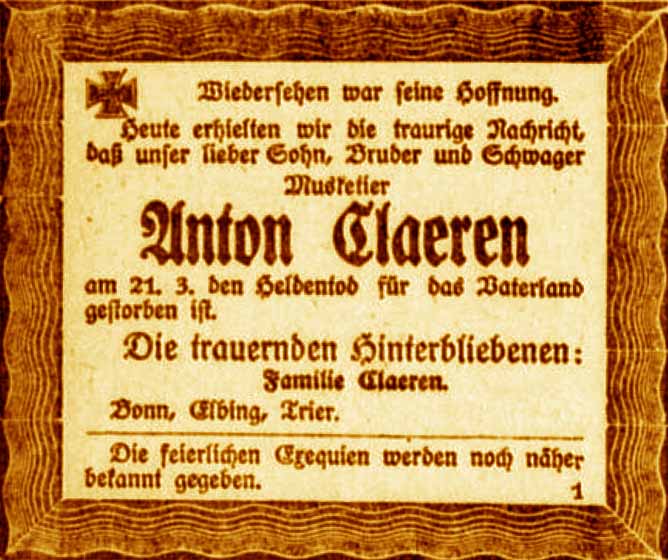 Wiedersehen war seine Hoffnung.
Heute erhielten wir die traurige Nachricht,
daß unser lieber Sohn, Bruder und Schwager
Musketier
Anton Claeren
am 21. 3. den Heldentod für das Vaterland
gestorben ist.
Die trauernden Hinterbliebenen:
Familie Claeren.
Bonn, Elbing, Trier.
Die feierlichen Exequien werden noch näher
bekannt gegeben.
1